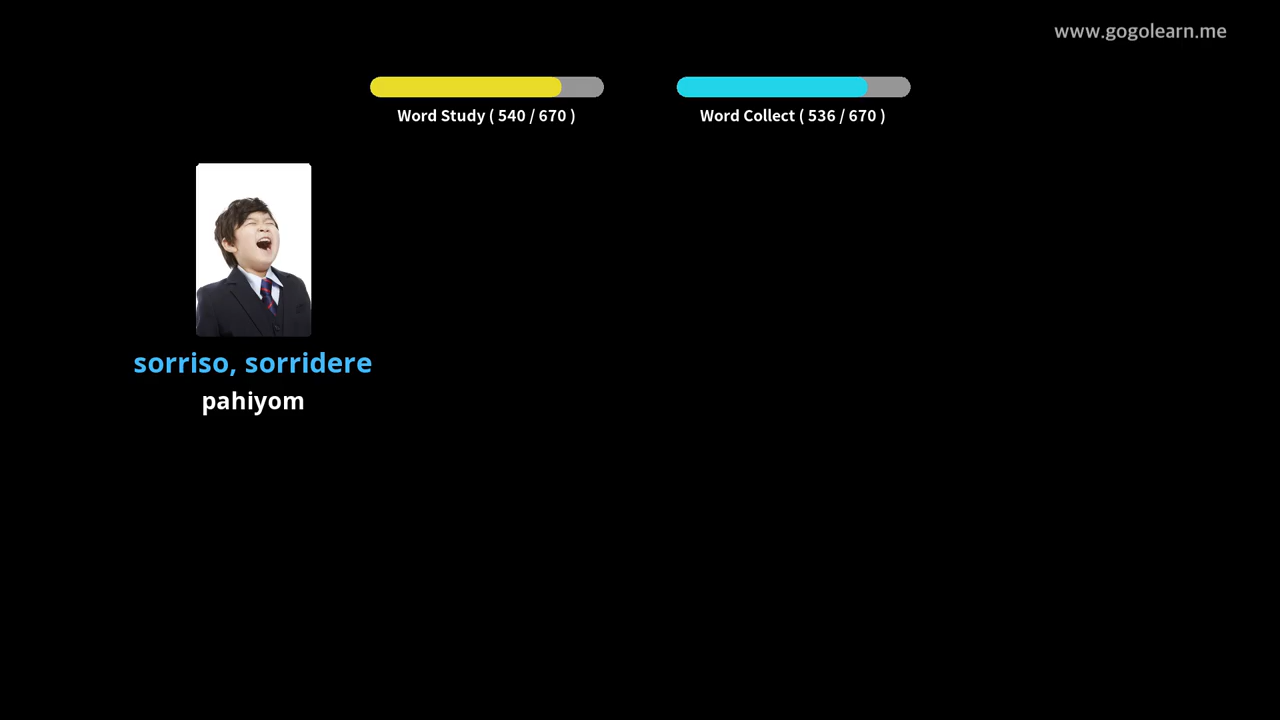 www.gogolearn.me
Word Study ( 540 / 670 )
Word Collect ( 536 / 670 )
sorriso, sorridere
pahiyom